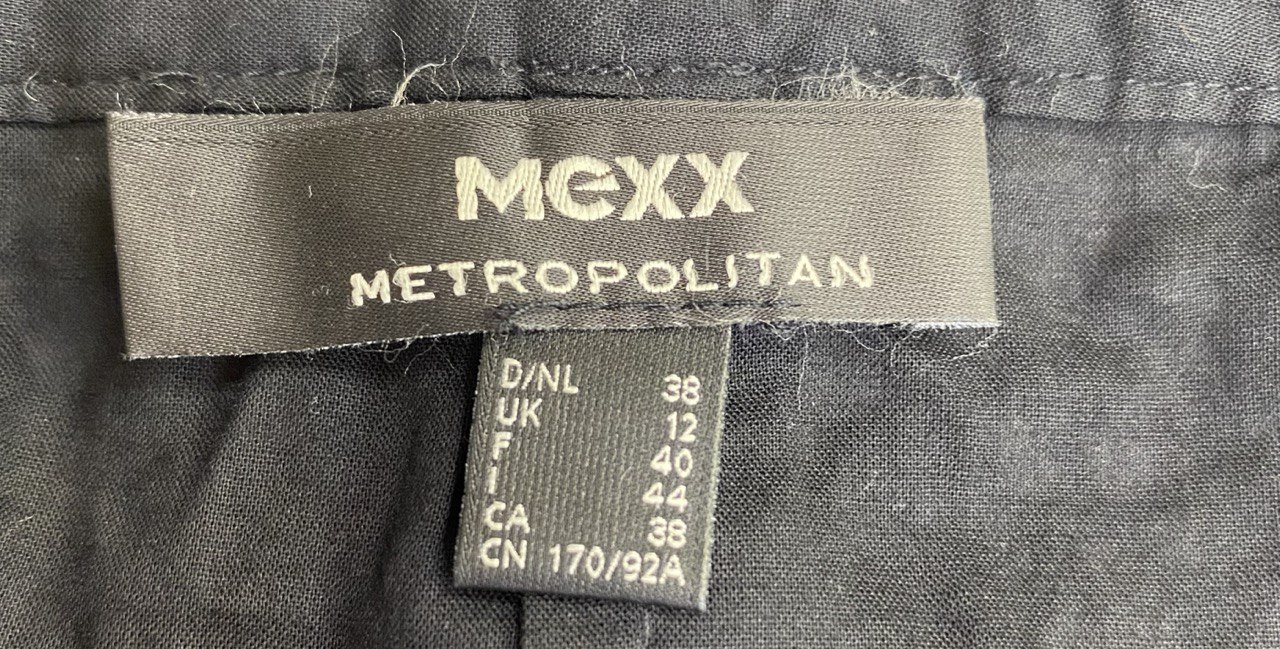 MeXX
METROPOLITAN
D/NL 38
UK 12
F 40
I 44
CA 38
CN 170/92A